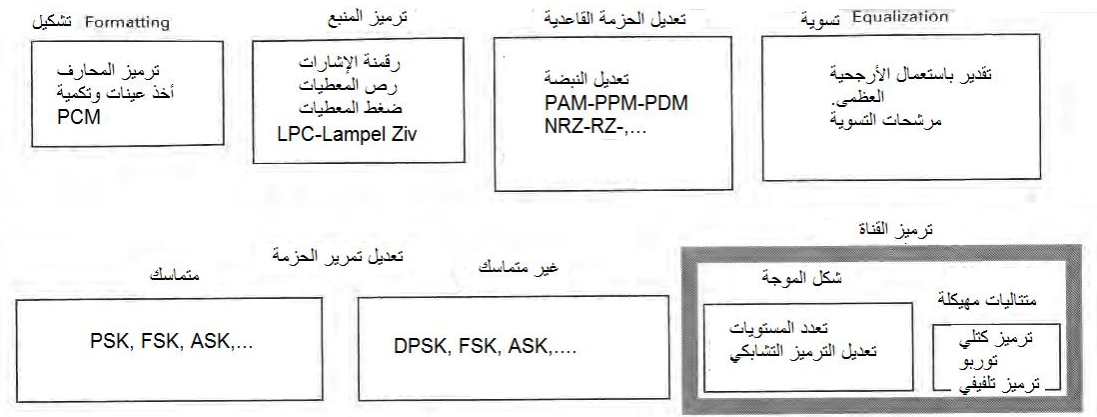 تشكيل Formatting
ترميز المحارف
أخذ عينات وتكمية
PCM
ترميز المنبع
رقمنة الإشارات
رص المعطيات
ضغط المعطيات
LPC-Lampel Ziv
تعديل الحزمة القاعدية
تعديل النبضة
PAM-PPM-PDM
NRZ-RZ-,...
تسوية Equalization
تقدير باستعمال الأرجحية
العظمى.
مرشحات التسوية
تعديل تمرير الحزمة
متماسك
PSK, FSK, ASK,...
غير متماسك
DPSK, FSK, ASK,....
ترميز القناة
شكل الموجة
تعدد المستويات
تعديل الترميز التشابكي
متتاليات مهيكلة
ترميز كتلي
توربو
ترميز تلفيفي